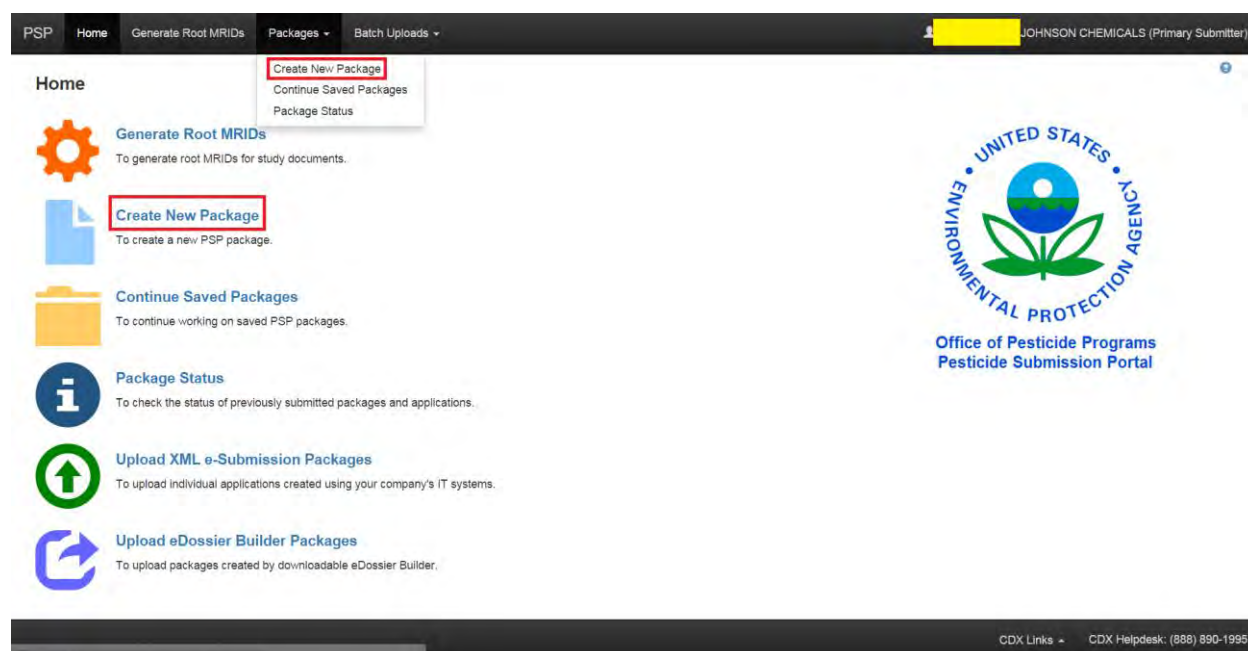 PSP Home Generate Root MRIDs Packages Batch Uploads JOHNSON CHEMICALS (Primary Submitter)
Create New Package
Continue Saved Packages
Package Status
Home
Generate Root MRIDs
To generate root MRIDs for study documents.
Create New Package
To create a new PSP package.
Continue Saved Packages
To continue working on saved PSP packages.
Package Status
To check the status of previously submitted packages and applications.
Upload XML e-Submission Packages
To upload individual applications created using your company's IT systems.
Upload eDossier Builder Packages
To upload packages created by downloadable eDossier Builder.
UNITED STATES
ENVIRONMENTAL PROTECTION AGENCY
Office of Pesticide Programs
Pesticide Submission Portal
CDX Links CDX Helpdesk: (888) 890-1995